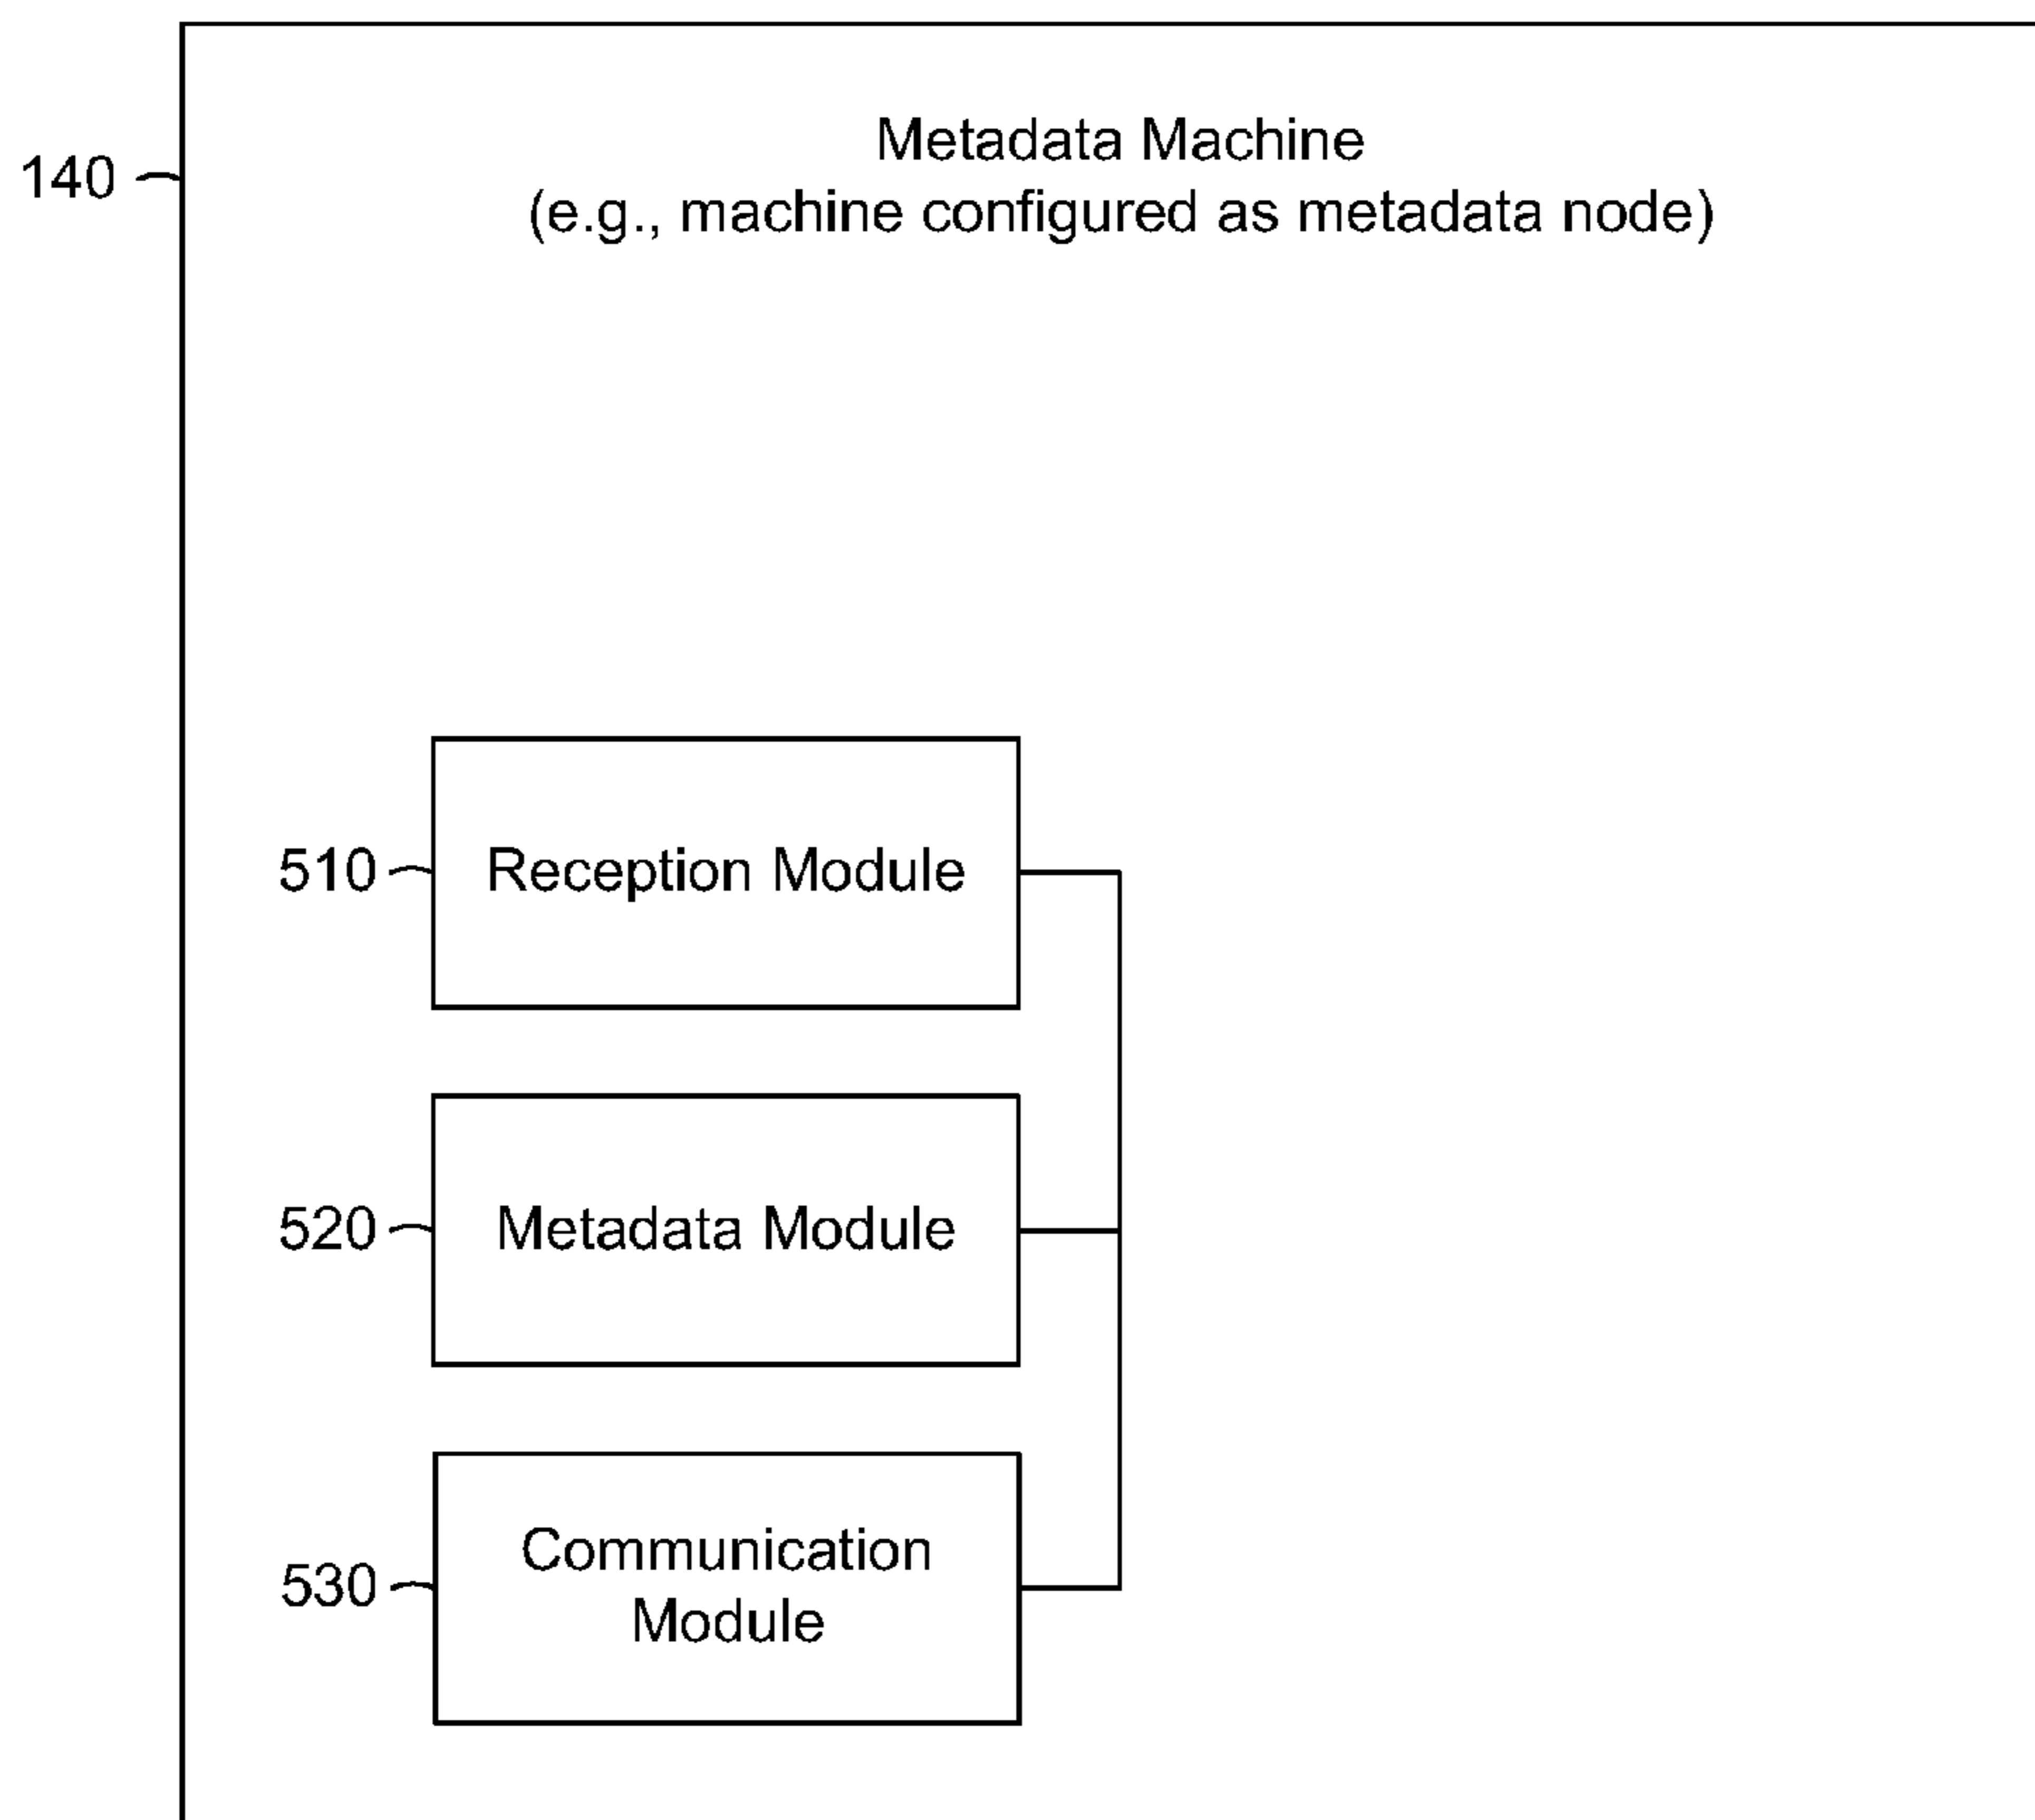 Metadata Machine
140
(e.g., machine configured as metadata node)
510 Reception Module
520 Metadata Module
Communication
530
Module